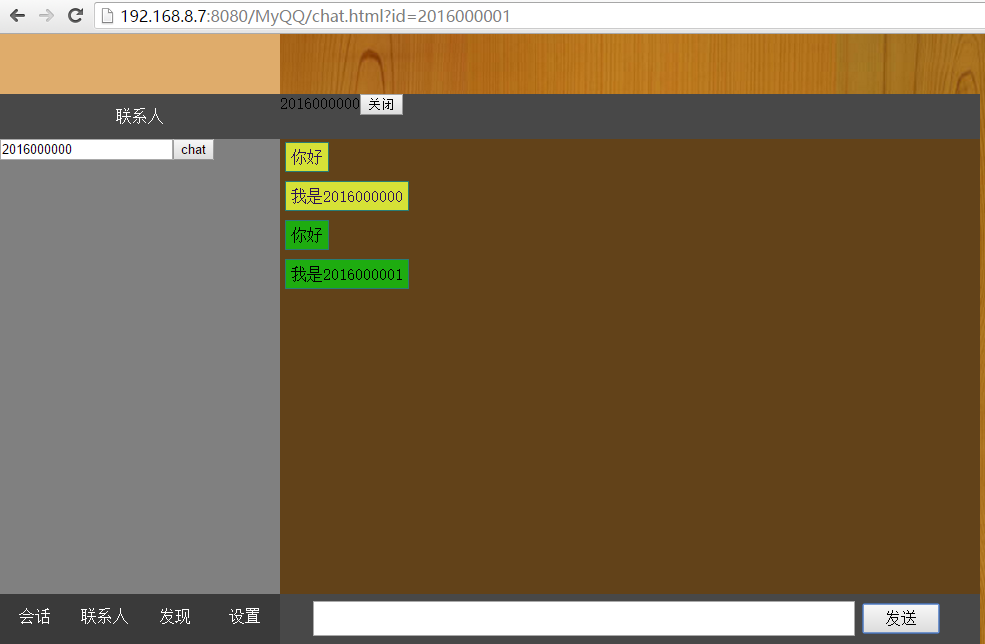 192.168.8.7:8080/MyQQ/chat.html?id=2016000001
联系人
2016000000 关闭
2016000000 chat
你好
我是2016000000
你好
我是2016000001
会话 联系人 发现 设置
发送